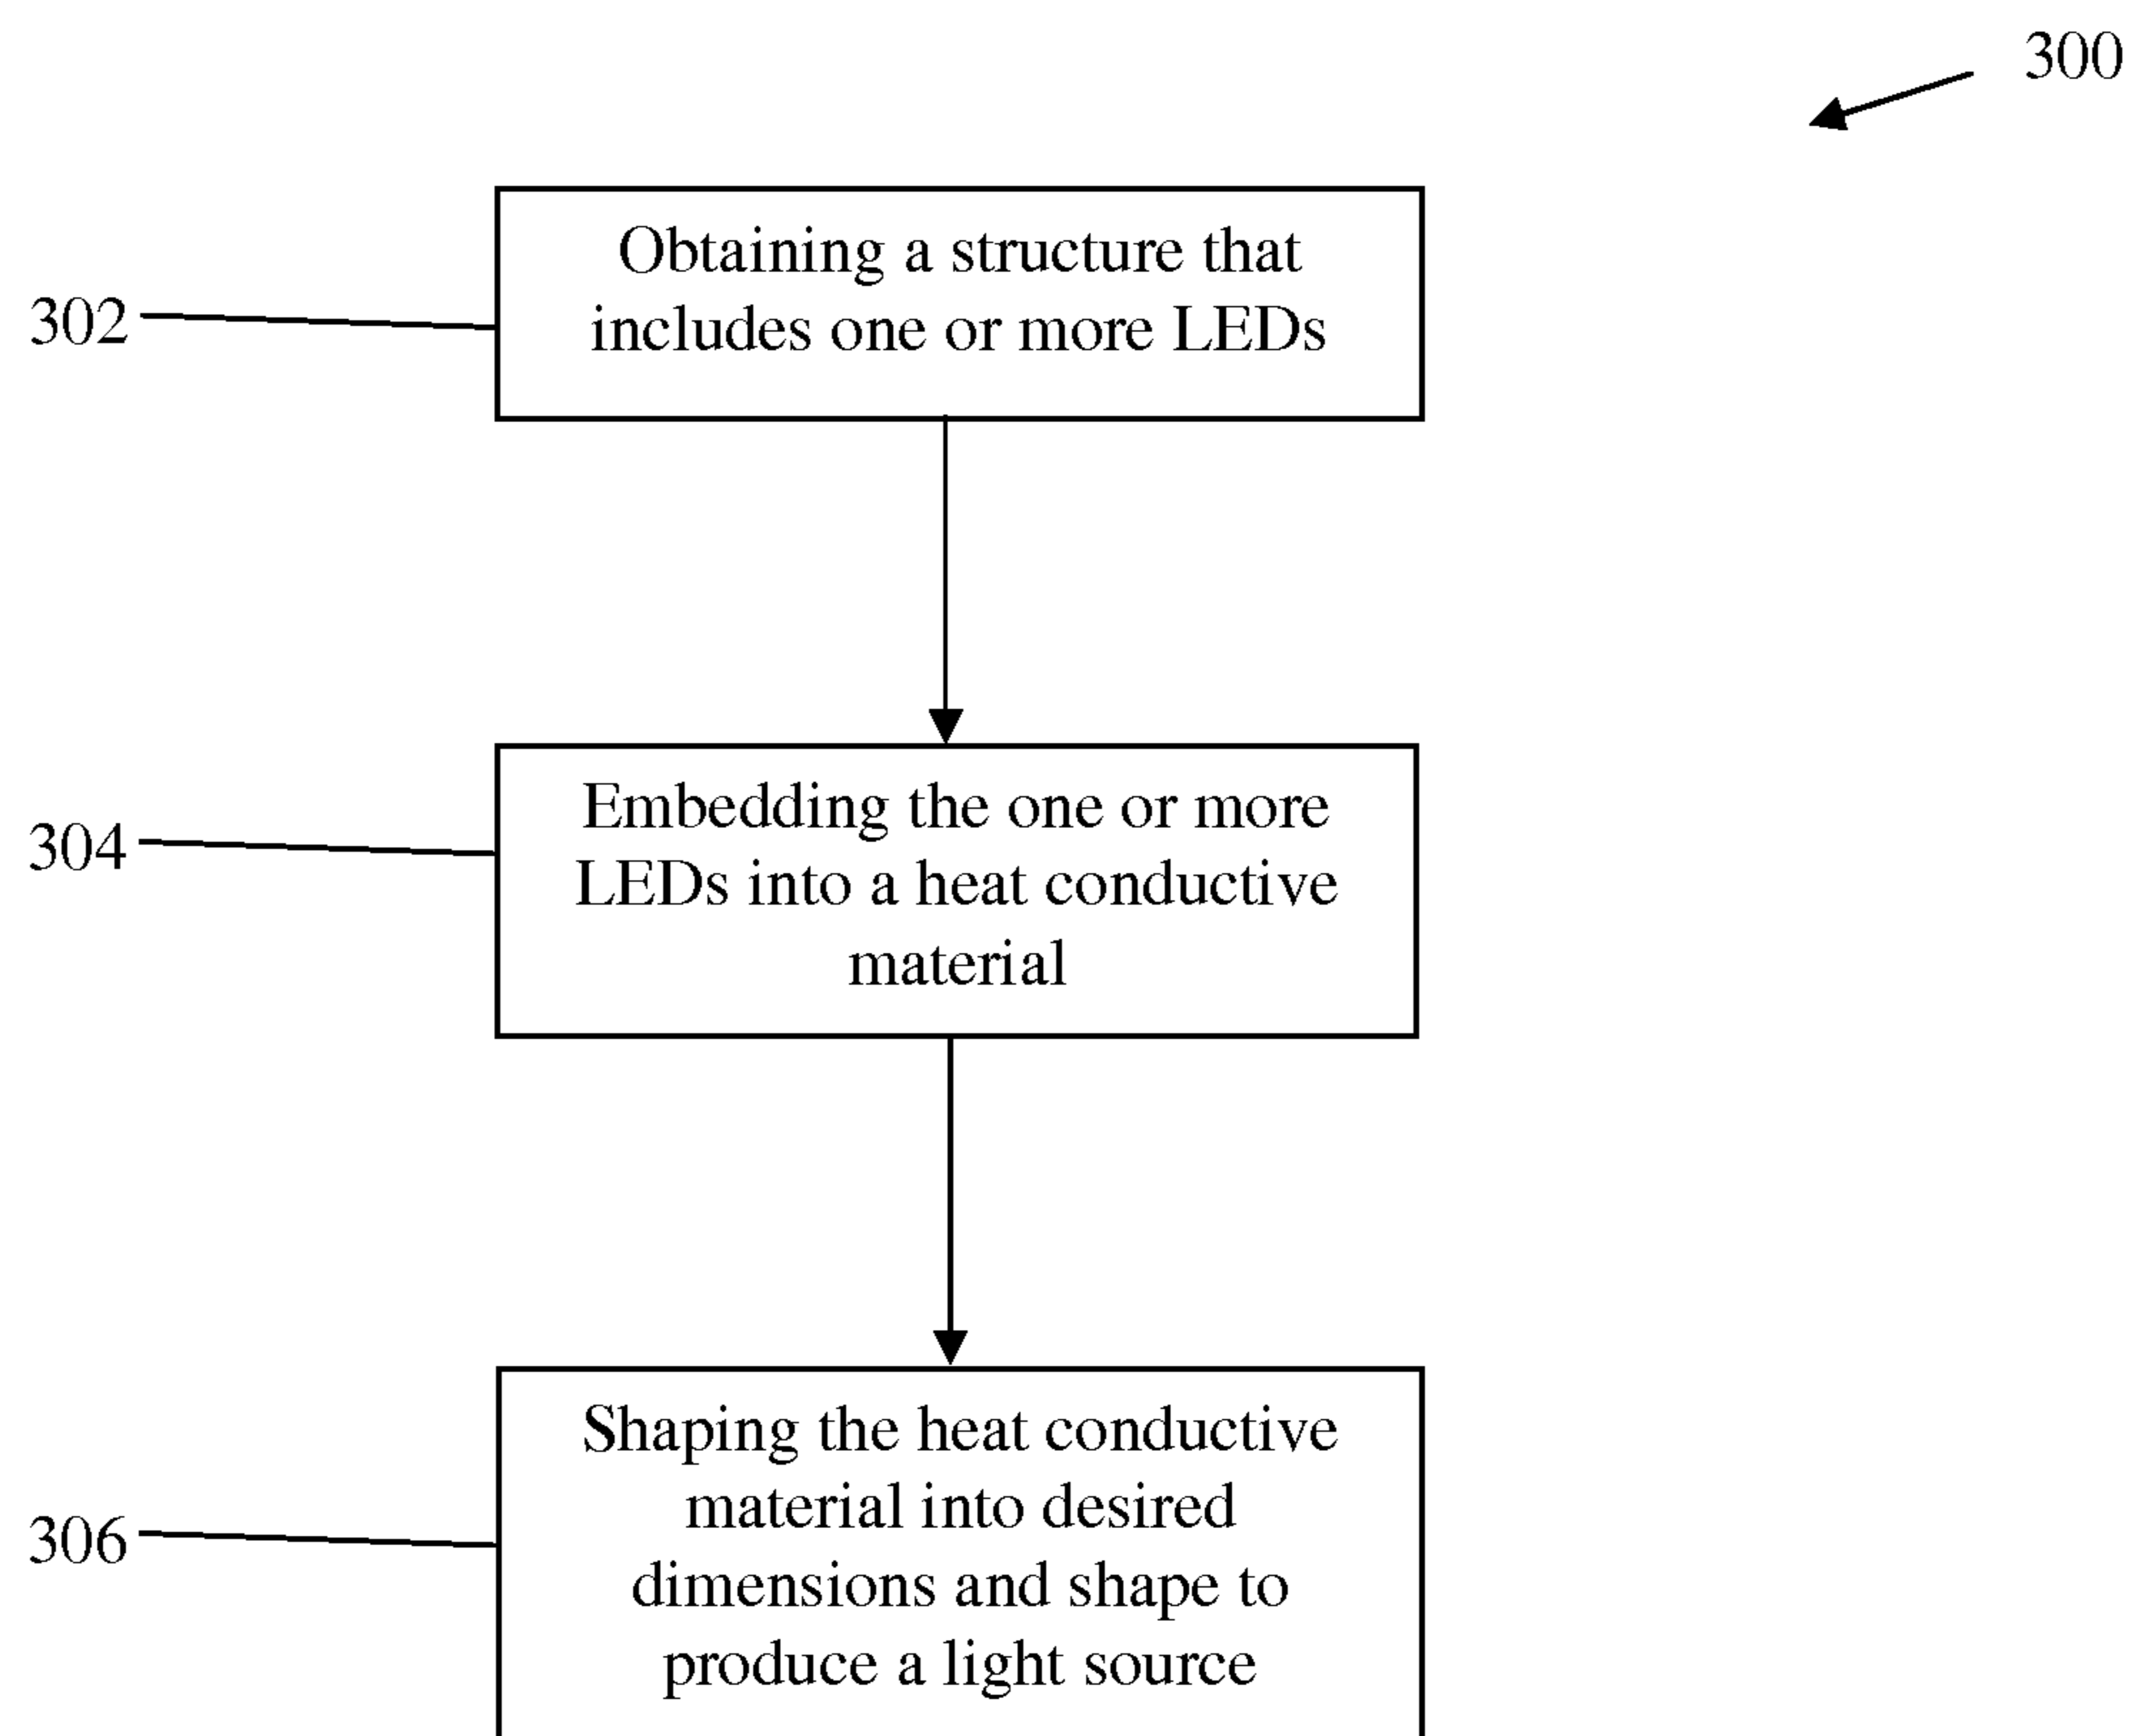 300
Obtaining a structure that
includes one or more LEDs
302
Embedding the one or more
LEDs into a heat conductive
material
304
Shaping the heat conductive
material into desired
dimensions and shape to
produce a light source
306